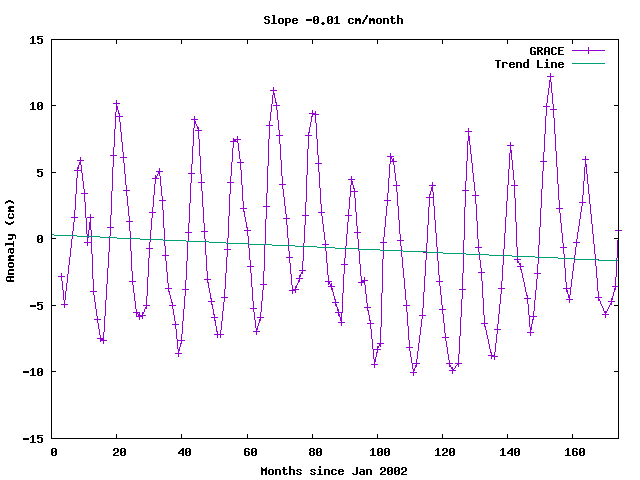 Slope -0.01 cm/month
GRACE
Trend Line
15
10
5
0
-5
-10
-15
Anomaly (cm)
0 20 40 60 80 100 120 140 160
Months since Jan 2002